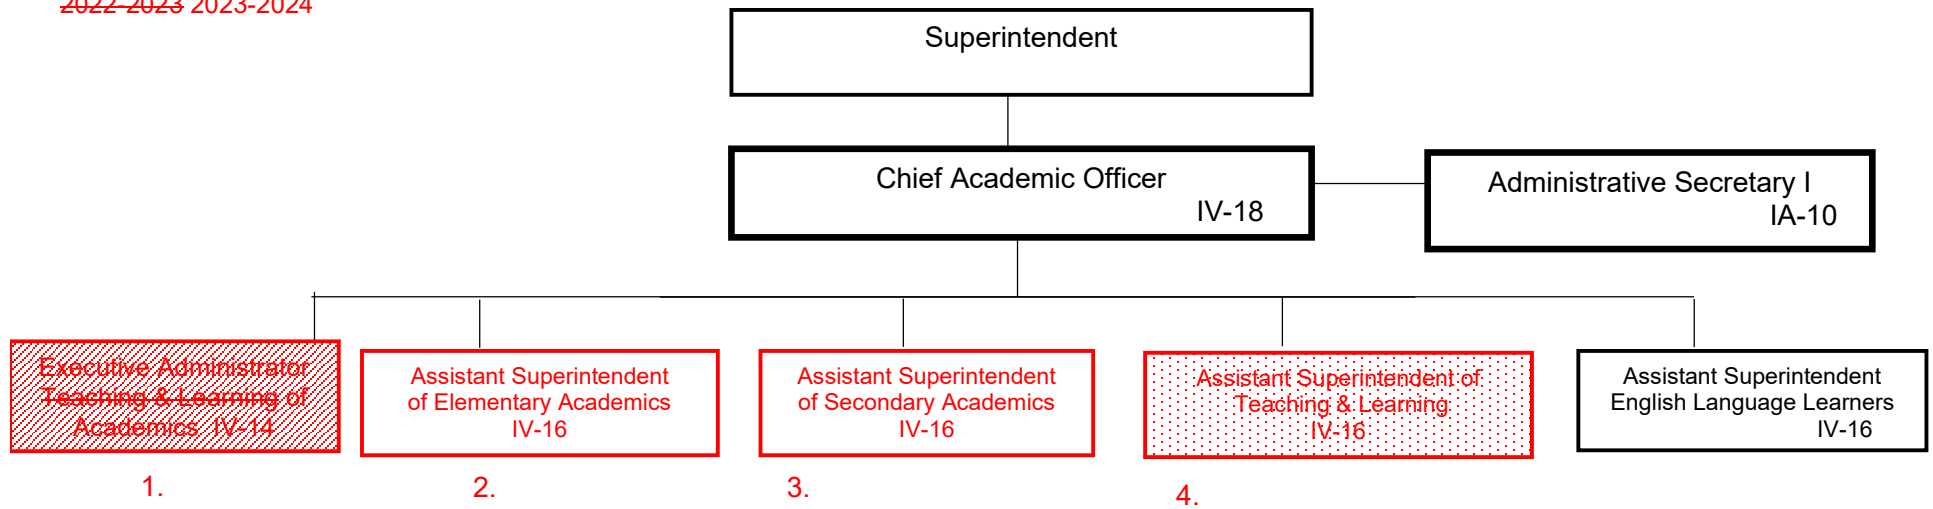 2022-2023 2023-2024
Superintendent
Chief Academic Officer
IV-18
Administrative Secretary I
IA-10
Executive Administrator
Teaching & Learning of
Academics IV-14
Assistant Superintendent
of Elementary Academics
IV-16
Assistant Superintendent
of Secondary Academics
IV-16
Assistant Superintendent of
Teaching & Learning
IV-16
Assistant Superintendent
English Language Learners
IV-16
1.
2.
3.
4.